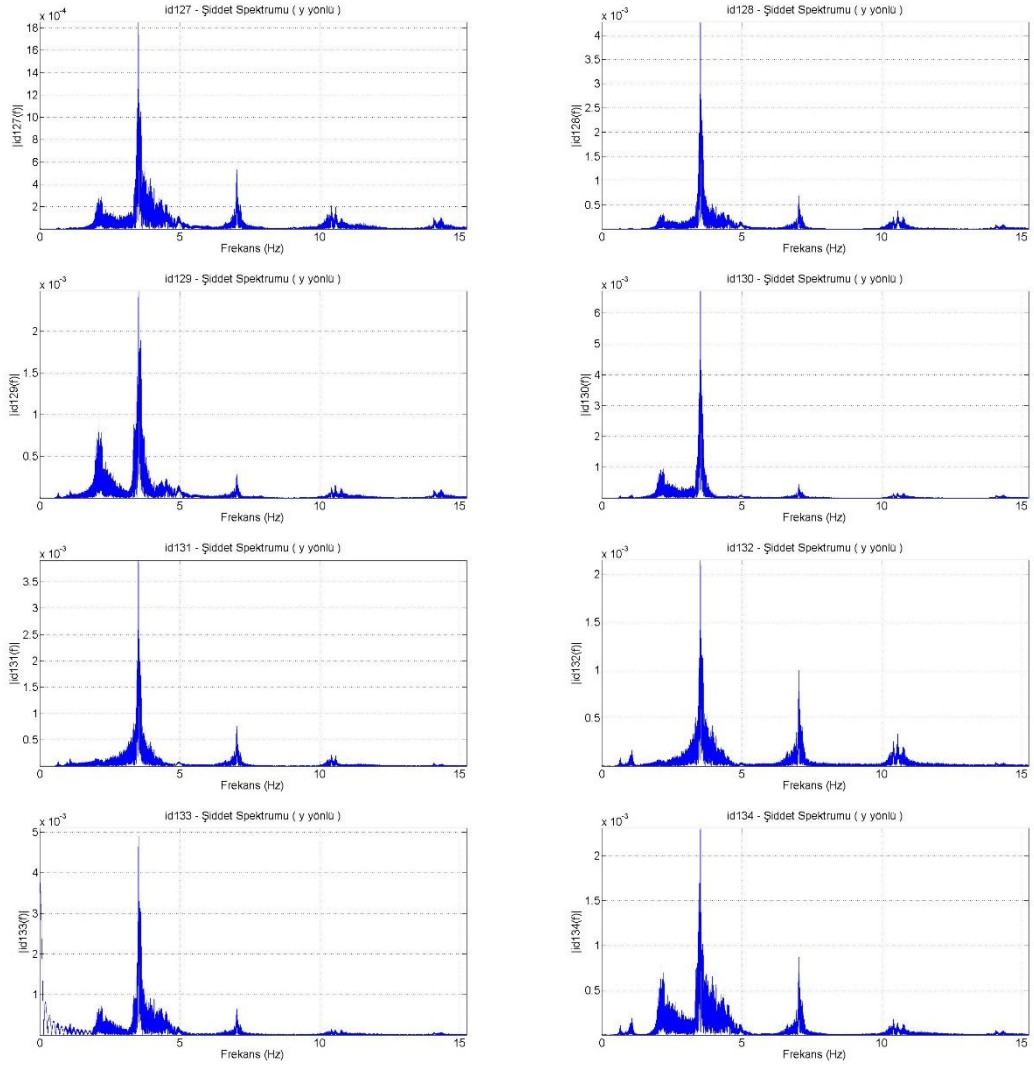 id127 - Şiddet Spektrumu ( y yönlü )
x 10⁻⁴
18
16
14
12
10
8
6
4
2
|id127(f)|
0 5 10 15
Frekans (Hz)
id128 - Şiddet Spektrumu ( y yönlü )
x 10⁻³
4
3.5
3
2.5
2
1.5
1
0.5
|id128(f)|
0 5 10 15
Frekans (Hz)
id129 - Şiddet Spektrumu ( y yönlü )
x 10⁻³
2
1.5
1
0.5
|id129(f)|
0 5 10 15
Frekans (Hz)
id130 - Şiddet Spektrumu ( y yönlü )
x 10⁻³
6
5
4
3
2
1
|id130(f)|
0 5 10 15
Frekans (Hz)
id131 - Şiddet Spektrumu ( y yönlü )
x 10⁻³
3.5
3
2.5
2
1.5
1
0.5
|id131(f)|
0 5 10 15
Frekans (Hz)
id132 - Şiddet Spektrumu ( y yönlü )
x 10⁻³
2
1.5
1
0.5
|id132(f)|
0 5 10 15
Frekans (Hz)
id133 - Şiddet Spektrumu ( y yönlü )
x 10⁻³
5
4
3
2
1
|id133(f)|
0 5 10 15
Frekans (Hz)
id134 - Şiddet Spektrumu ( y yönlü )
x 10⁻³
2
1.5
1
0.5
|id134(f)|
0 5 10 15
Frekans (Hz)